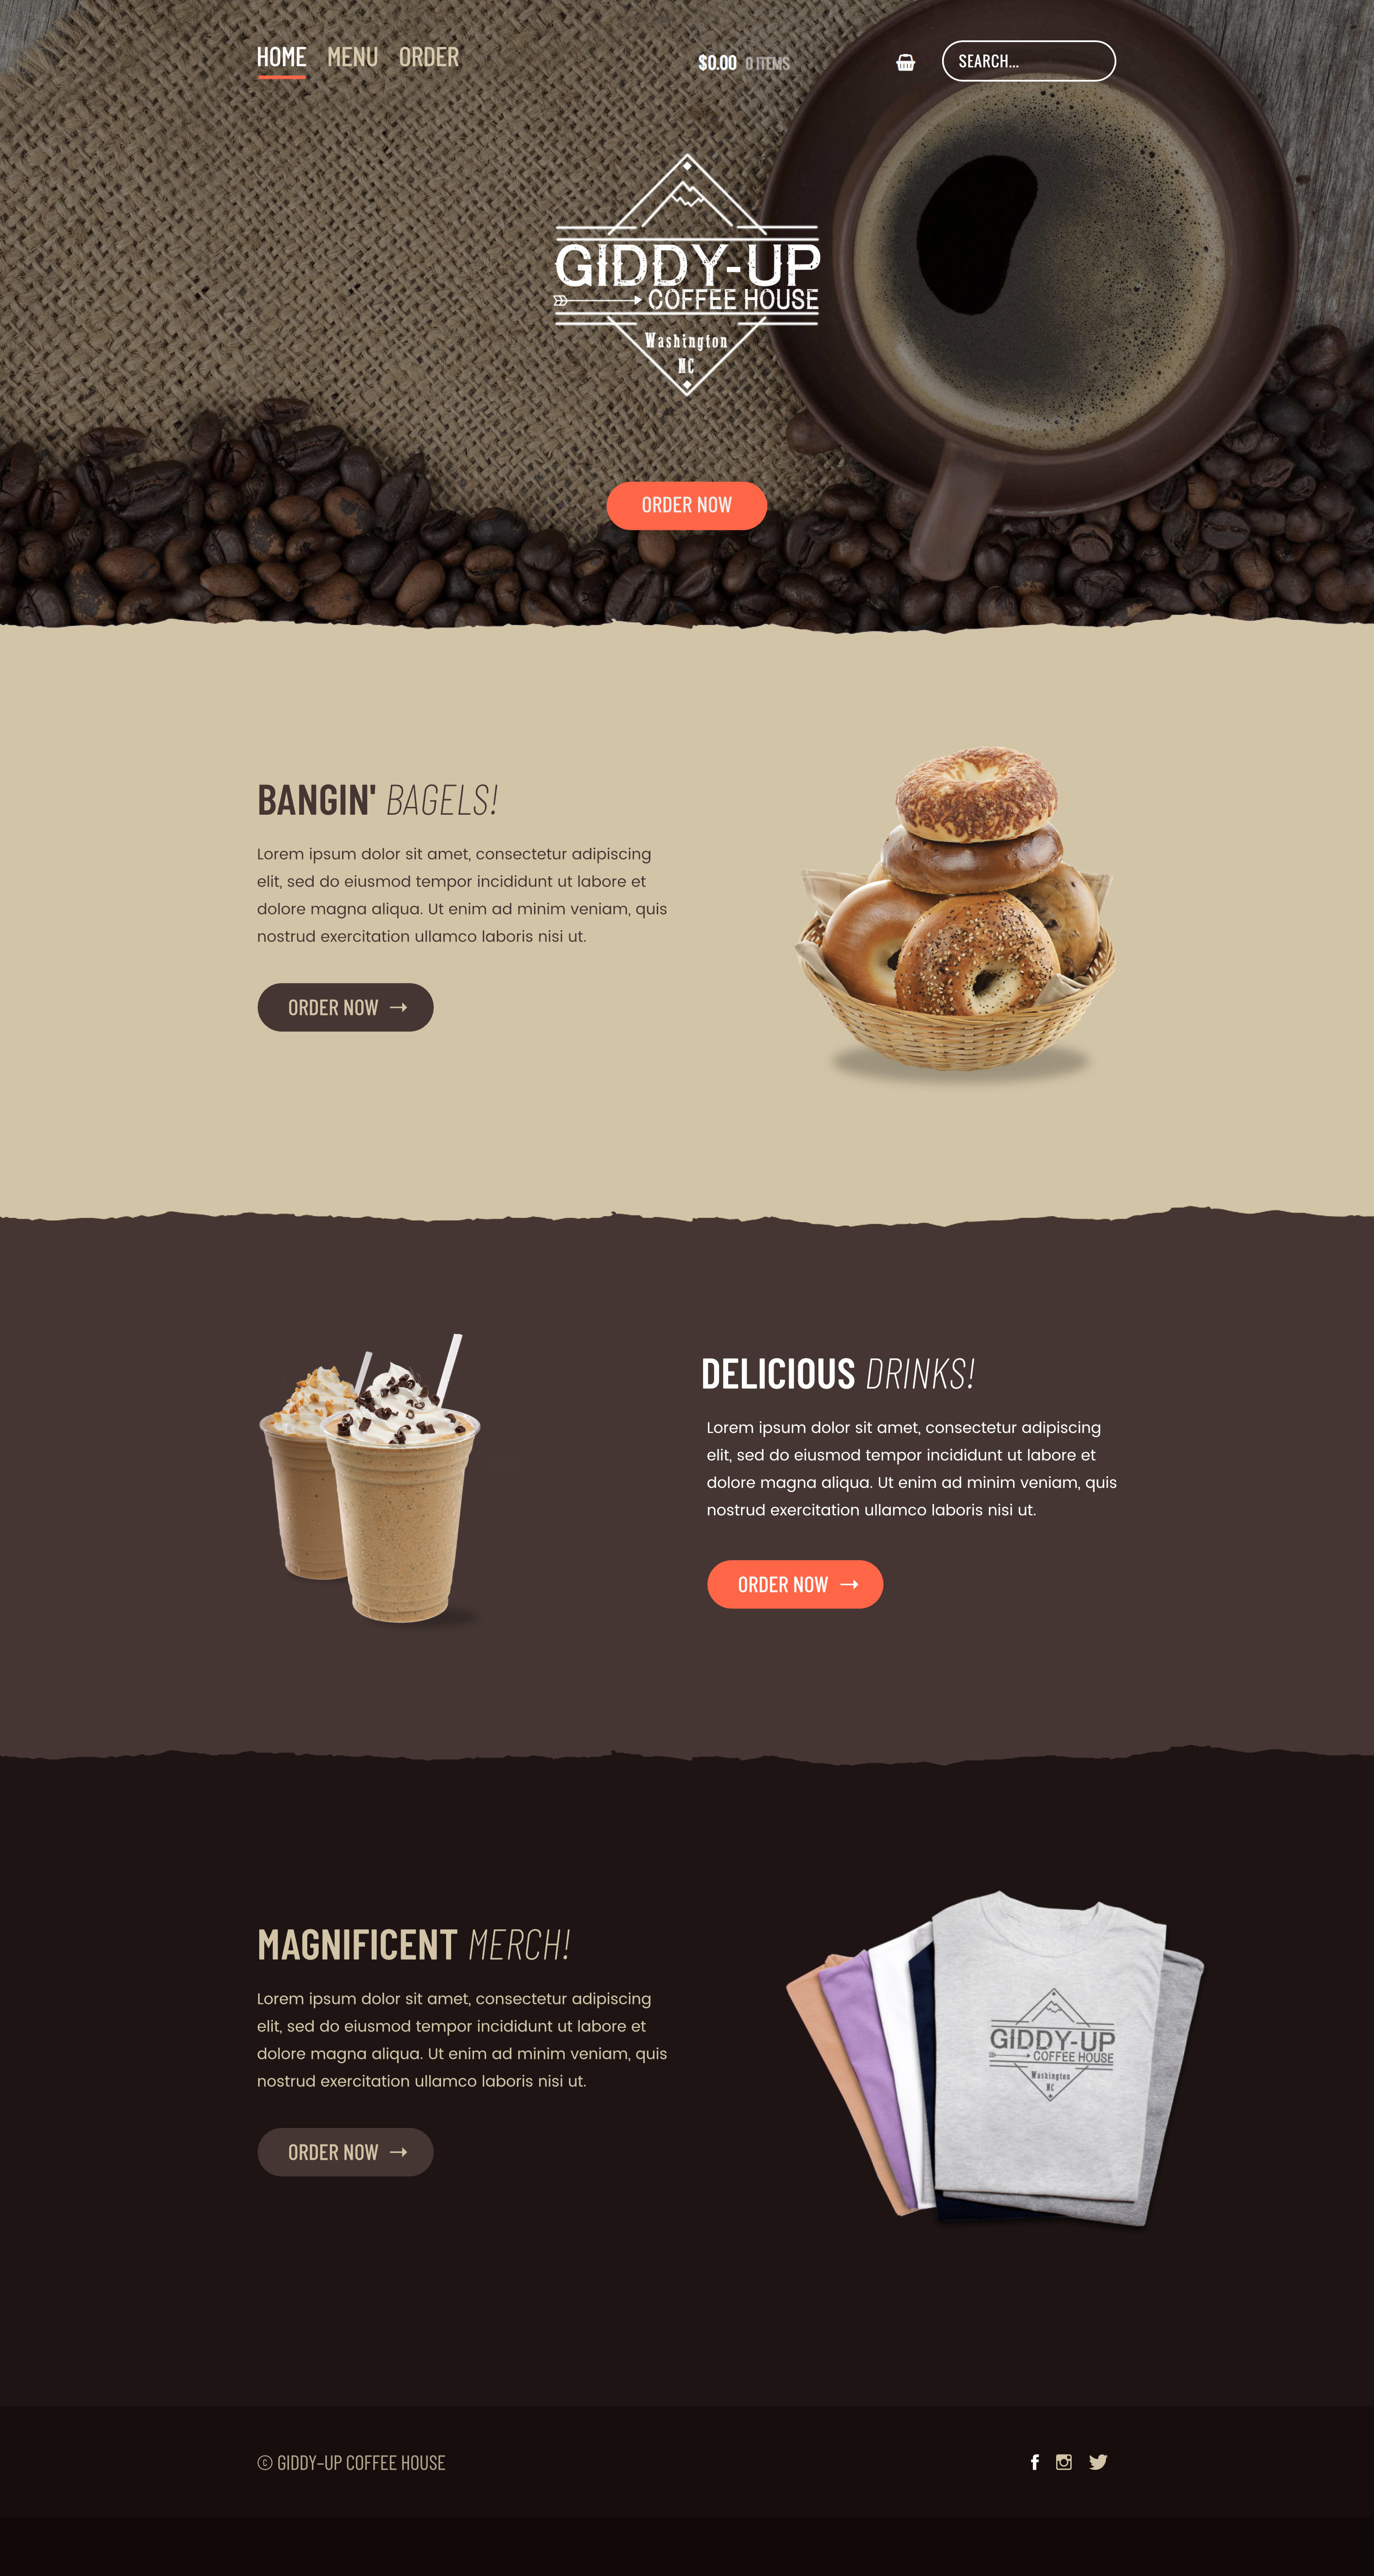 HOME MENU ORDER
$0.00 0 ITEMS
SEARCH...
GIDDY-UP
COFFEE HOUSE
Washington
NC
ORDER NOW
BANGIN' BAGELS!
Lorem ipsum dolor sit amet, consectetur adipiscing
elit, sed do eiusmod tempor incididunt ut labore et
dolore magna aliqua. Ut enim ad minim veniam, quis
nostrud exercitation ullamco laboris nisi ut.
ORDER NOW →
DELICIOUS DRINKS!
Lorem ipsum dolor sit amet, consectetur adipiscing
elit, sed do eiusmod tempor incididunt ut labore et
dolore magna aliqua. Ut enim ad minim veniam, quis
nostrud exercitation ullamco laboris nisi ut.
ORDER NOW →
MAGNIFICENT MERCH!
Lorem ipsum dolor sit amet, consectetur adipiscing
elit, sed do eiusmod tempor incididunt ut labore et
dolore magna aliqua. Ut enim ad minim veniam, quis
nostrud exercitation ullamco laboris nisi ut.
ORDER NOW →
GIDDY-UP
COFFEE HOUSE
Washington
NC
© GIDDY-UP COFFEE HOUSE